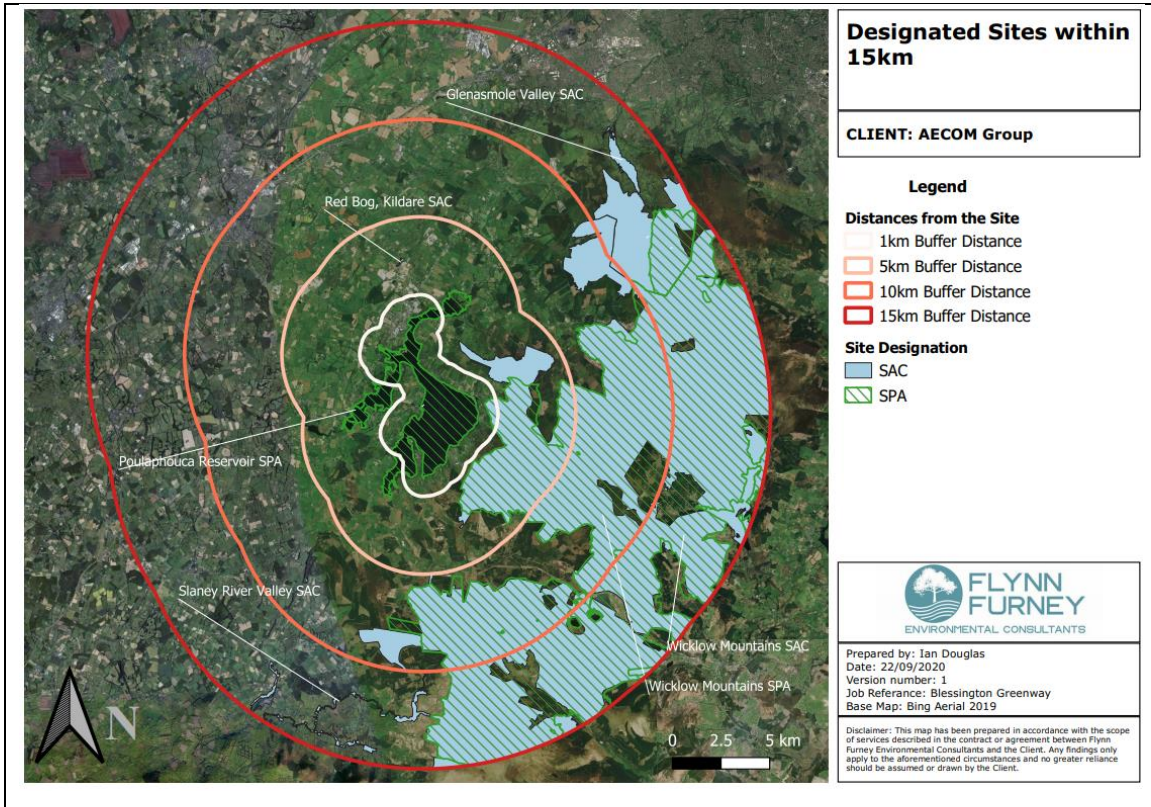 Designated Sites within
15km
CLIENT: AECOM Group
Legend
Distances from the Site
1km Buffer Distance
5km Buffer Distance
10km Buffer Distance
15km Buffer Distance
Site Designation
SAC
SPA
Glenasmole Valley SAC
Red Bog, Kildare SAC
Poulaphouca Reservoir SPA
Slaney River Valley SAC
Wicklow Mountains SAC
Wicklow Mountains SPA
N
0 2.5 5 km
FLYNN
FURNEY
ENVIRONMENTAL CONSULTANTS
Prepared by: Ian Douglas
Date: 22/09/2020
Version number: 1
Job Reference: Blessington Greenway
Base Map: Bing Aerial 2019
Disclaimer: This map has been prepared in accordance with the scope
of services described in the contract or agreement between Flynn
Furney Environmental Consultants and the Client. Any findings only
apply to the aforementioned circumstances and no greater reliance
should be assumed or drawn by the Client.